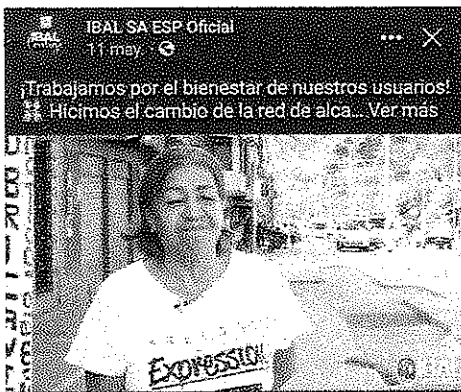 IBAL SA ESP Oficial
IBAL
11 may. ·
¡Trabajamos por el bienestar de nuestros usuarios!
Hicimos el cambio de la red de alca... Ver más
EXPRESSION